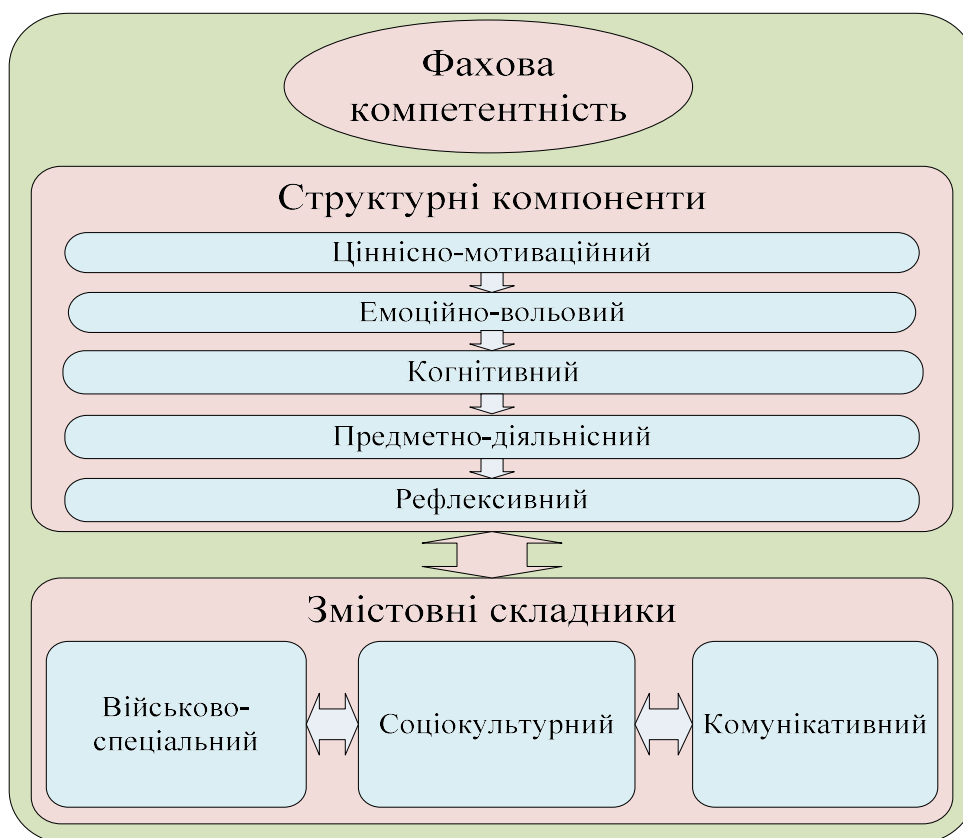 Фахова
компетентність
Структурні компоненти
Ціннісно-мотиваційний
Емоційно-вольовий
Когнітивний
Предметно-діяльнісний
Рефлексивний
Змістовні складники
Військово-
спеціальний
Соціокультурний
Комунікативний